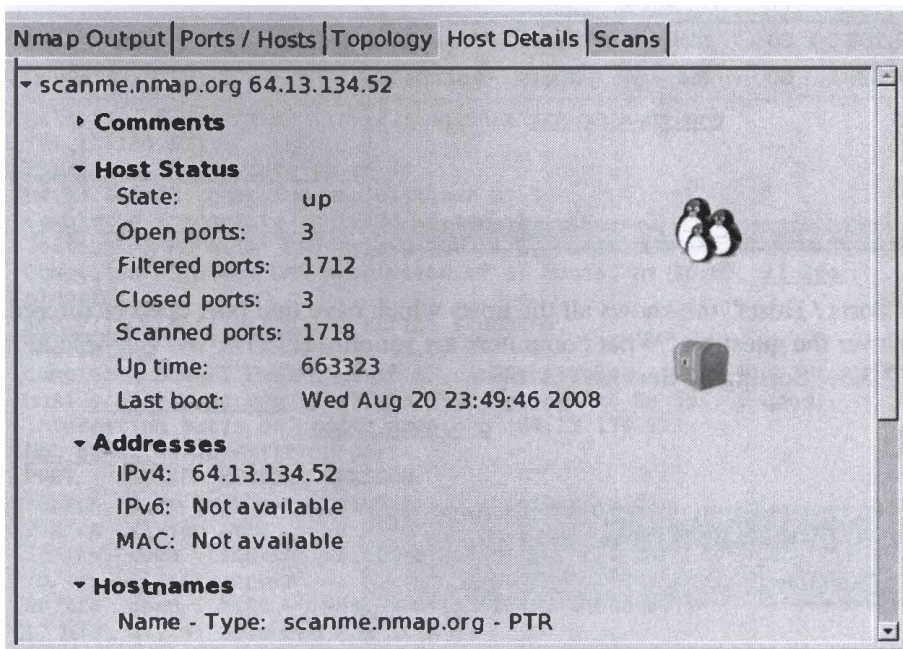 Nmap Output Ports / Hosts Topology Host Details Scans
scanme.nmap.org 64.13.134.52
Comments
Host Status
State: up
Open ports: 3
Filtered ports: 1712
Closed ports: 3
Scanned ports: 1718
Up time: 663323
Last boot: Wed Aug 20 23:49:46 2008
Addresses
IPv4: 64.13.134.52
IPv6: Not available
MAC: Not available
Hostnames
Name - Type: scanme.nmap.org - PTR